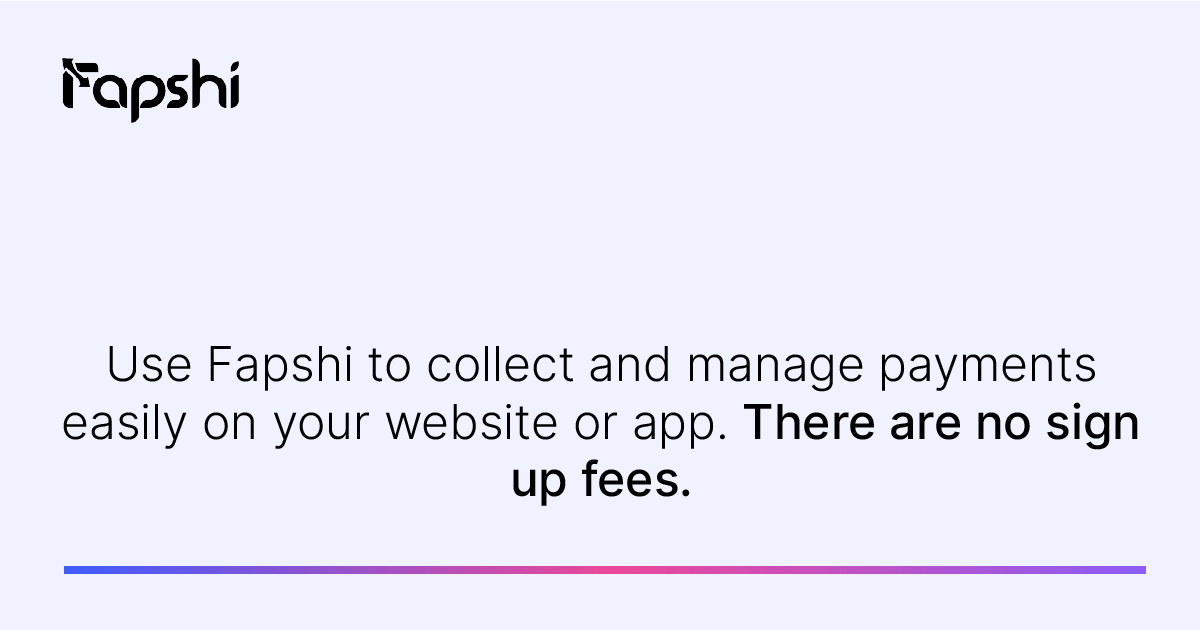 Fapshi
Use Fapshi to collect and manage payments
easily on your website or app. There are no sign
up fees.